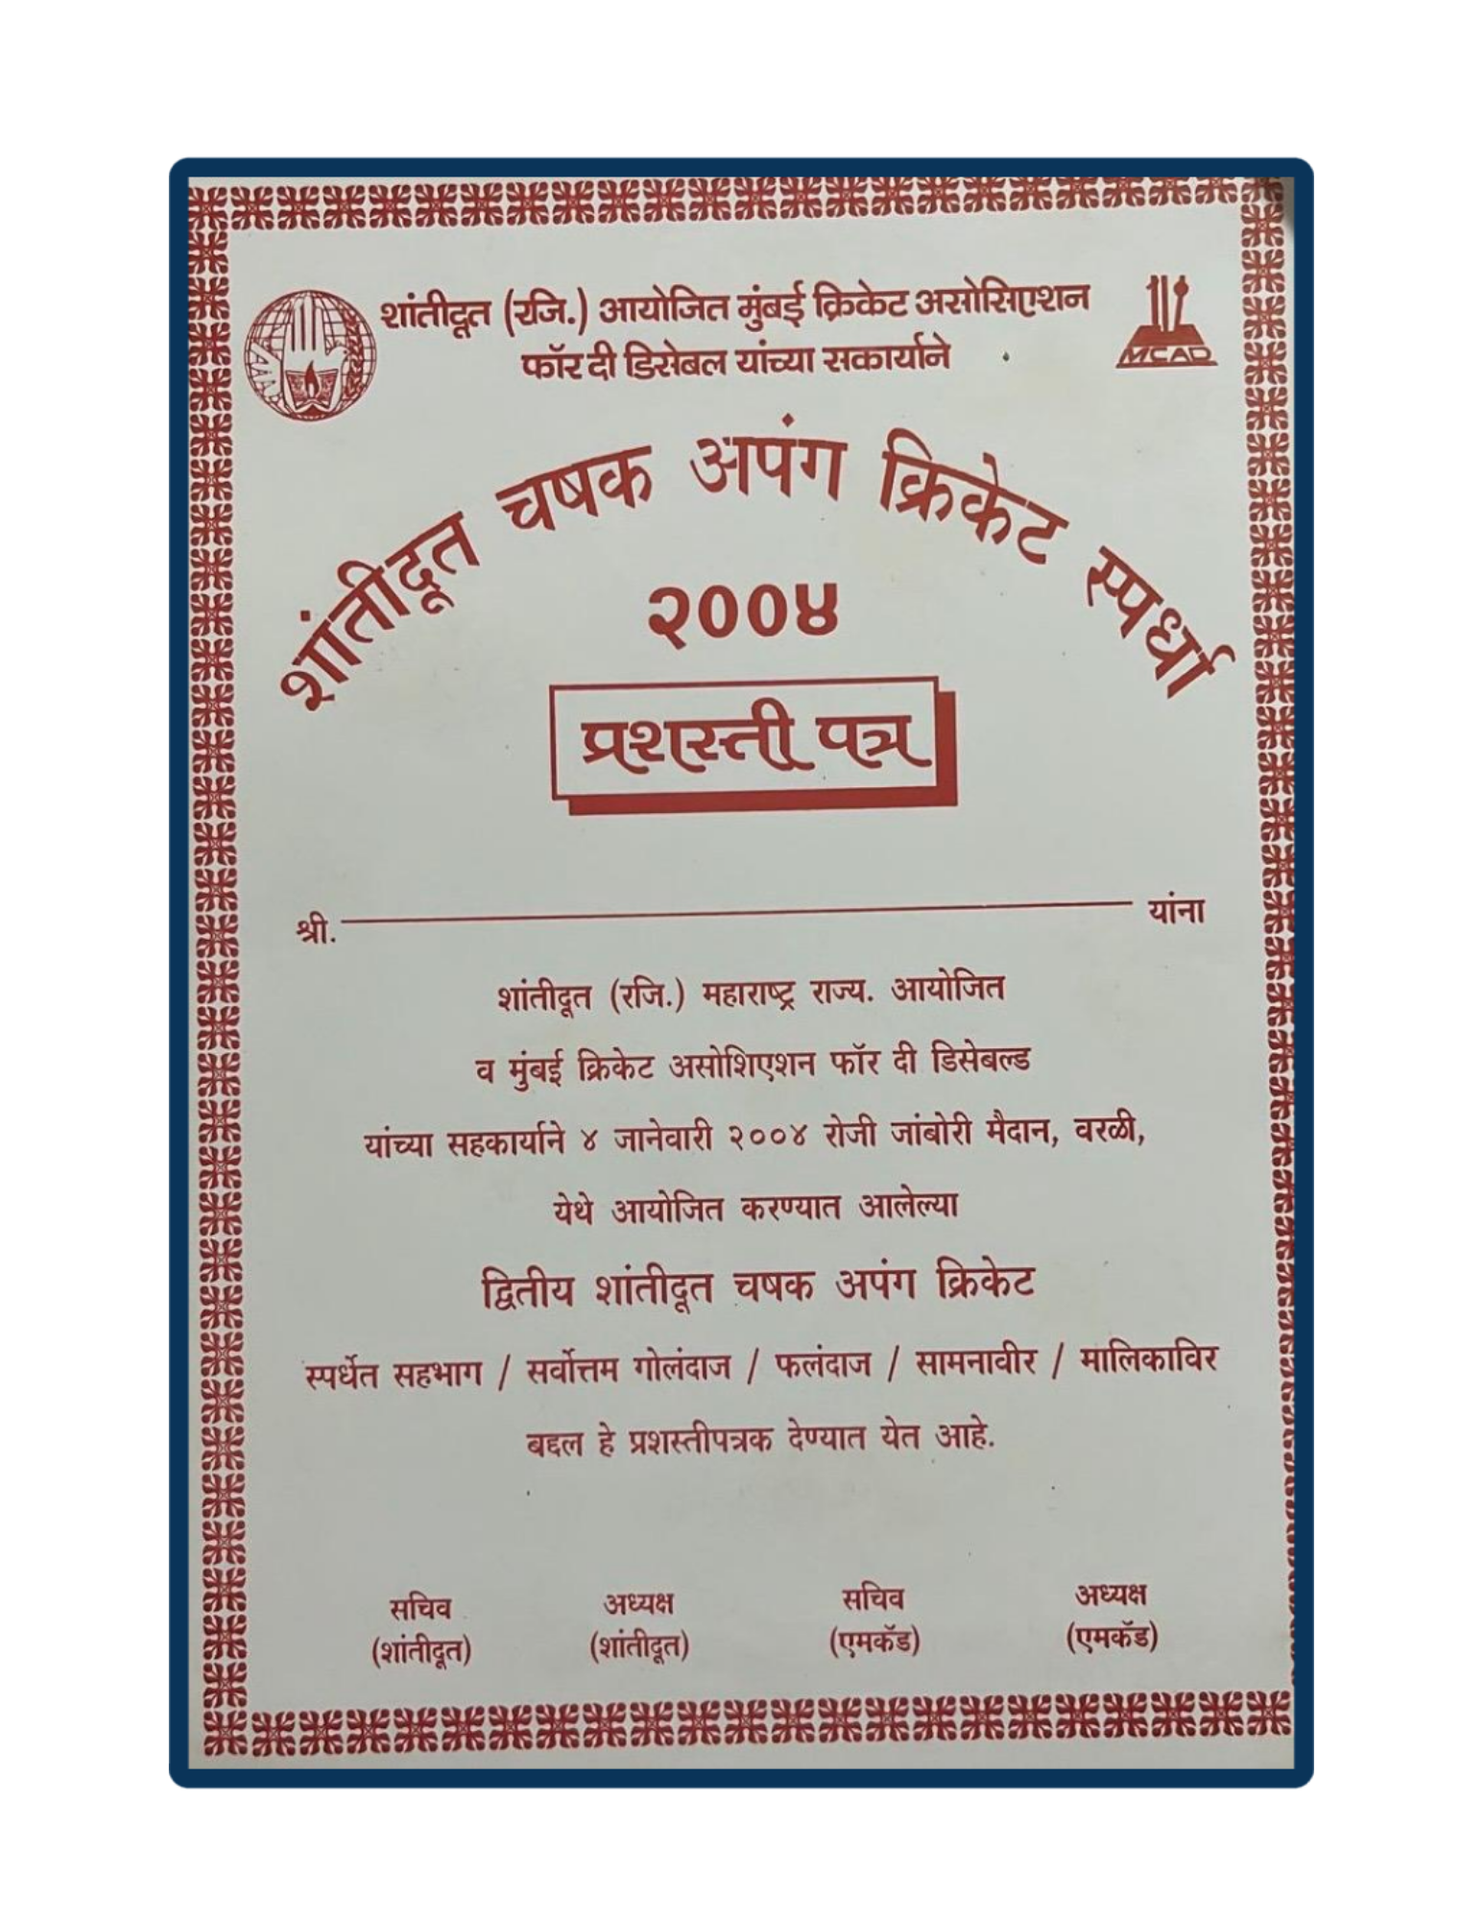 शांतीदूत (रजि.) आयोजित मुंबई क्रिकेट असोसिएशन
फॉर दी डिसेबल यांच्या सकार्याने
MCAD
शांतीदूत चषक अपंग क्रिकेट स्पर्धा
२००४
प्रशस्ती पत्र
श्री. यांना
शांतीदूत (रजि.) महाराष्ट्र राज्य. आयोजित
व मुंबई क्रिकेट असोशिएशन फॉर दी डिसेबल्ड
यांच्या सहकार्याने ४ जानेवारी २००४ रोजी जांबोरी मैदान, वरळी,
येथे आयोजित करण्यात आलेल्या
द्वितीय शांतीदूत चषक अपंग क्रिकेट
स्पर्धेत सहभाग / सर्वोत्तम गोलंदाज / फलंदाज / सामनावीर / मालिकाविर
बद्दल हे प्रशस्तीपत्रक देण्यात येत आहे.
सचिव अध्यक्ष सचिव अध्यक्ष
(शांतीदूत) (शांतीदूत) (एमकॅड) (एमकॅड)